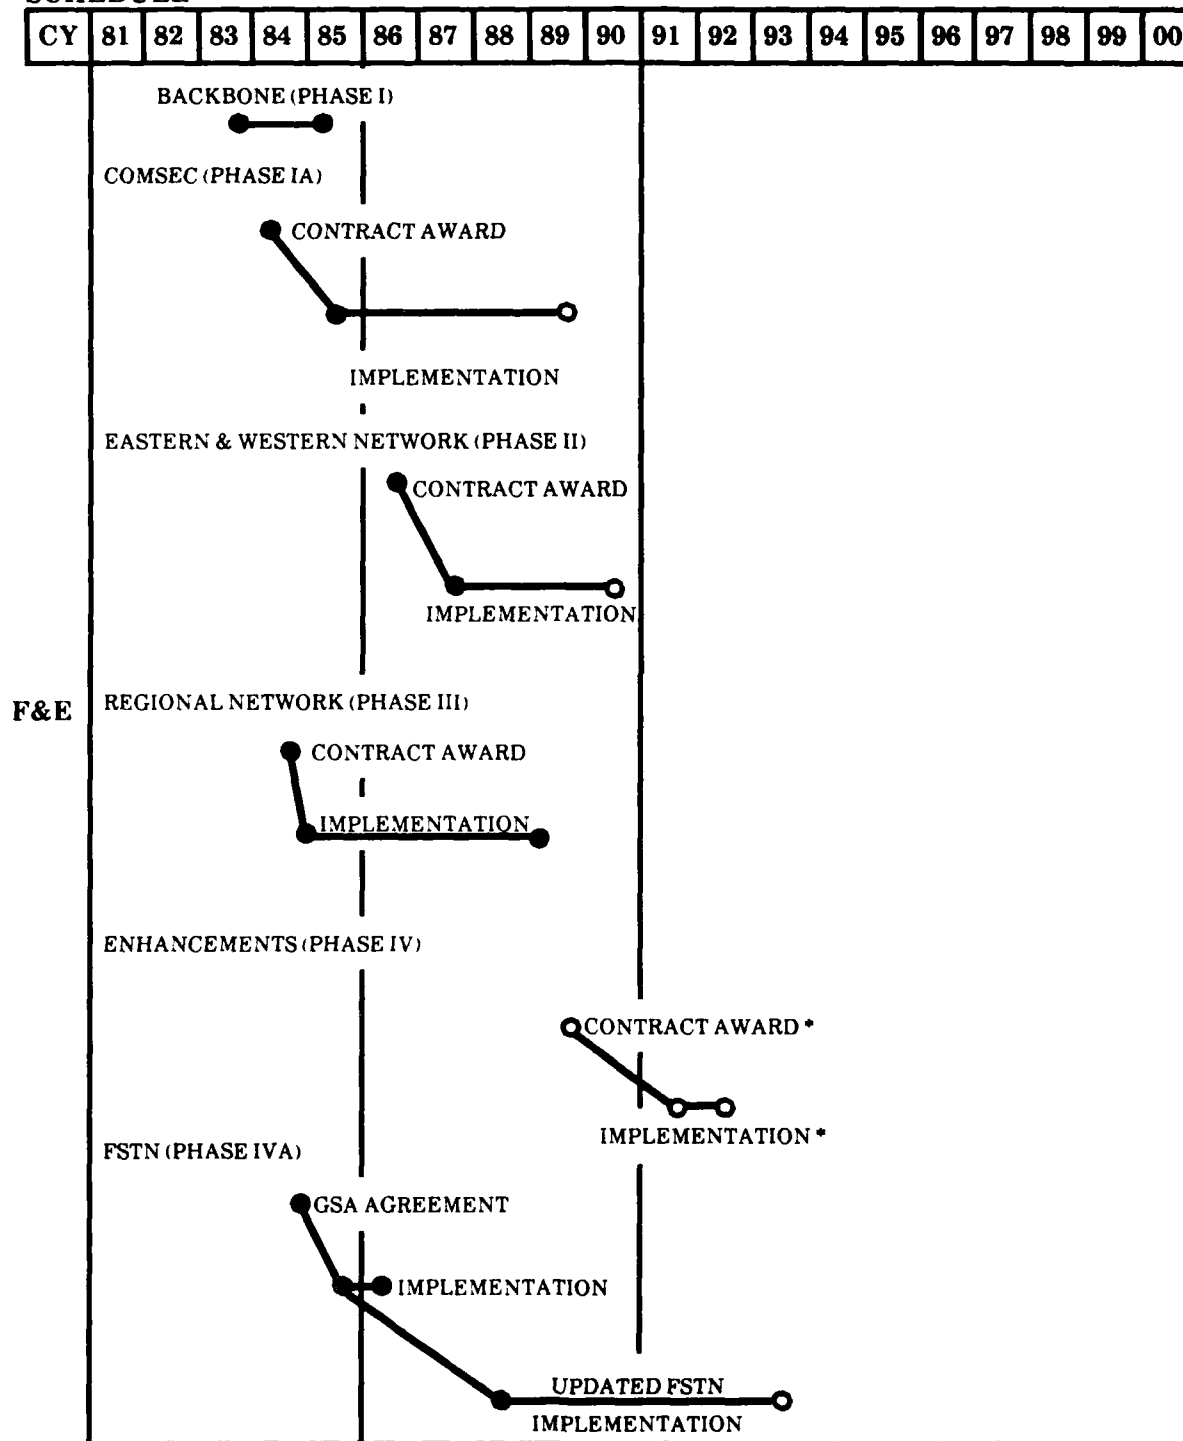 SCHEDULE
CY 81 82 83 84 85 86 87 88 89 90 91 92 93 94 95 96 97 98 99 00
BACKBONE (PHASE I)
COMSEC (PHASE IA)
CONTRACT AWARD
IMPLEMENTATION
EASTERN & WESTERN NETWORK (PHASE II)
CONTRACT AWARD
IMPLEMENTATION
F&E REGIONAL NETWORK (PHASE III)
CONTRACT AWARD
IMPLEMENTATION
ENHANCEMENTS (PHASE IV)
CONTRACT AWARD *
IMPLEMENTATION *
FSTN (PHASE IVA)
GSA AGREEMENT
IMPLEMENTATION
UPDATED FSTN
IMPLEMENTATION